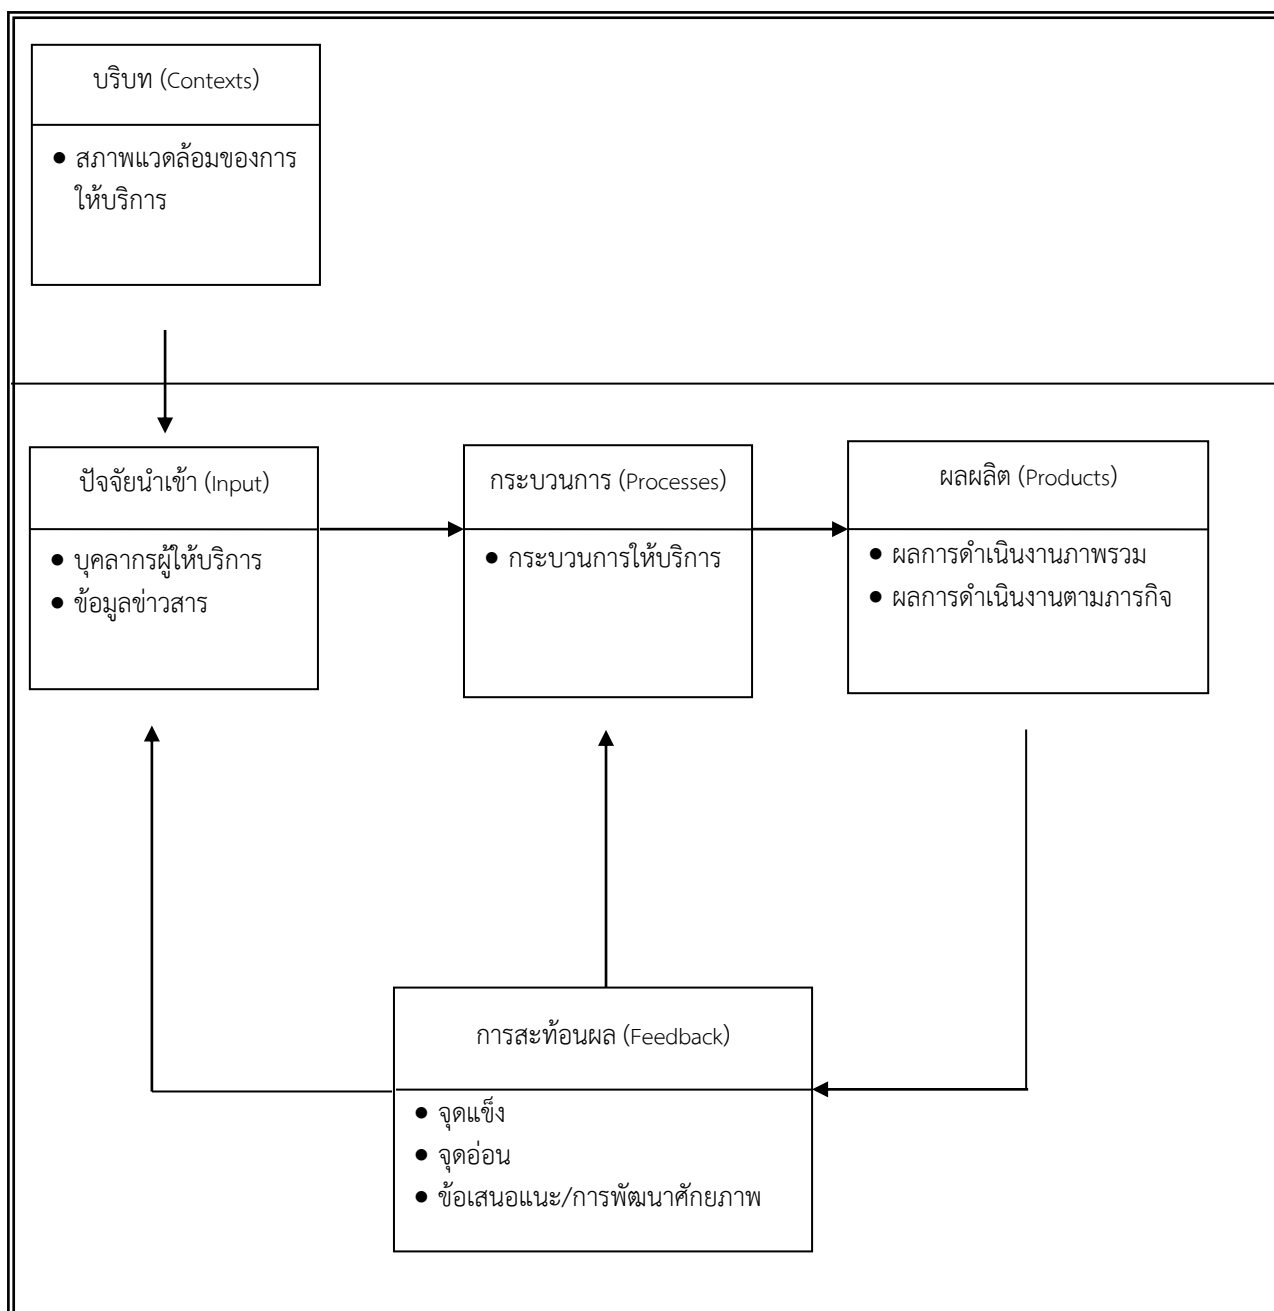 บริบท (Contexts)
● สภาพแวดล้อมของการ
ให้บริการ
ปัจจัยนำเข้า (Input)
● บุคลากรผู้ให้บริการ
● ข้อมูลข่าวสาร
กระบวนการ (Processes)
● กระบวนการให้บริการ
ผลผลิต (Products)
● ผลการดำเนินงานภาพรวม
● ผลการดำเนินงานตามภารกิจ
การสะท้อนผล (Feedback)
● จุดแข็ง
● จุดอ่อน
● ข้อเสนอแนะ/การพัฒนาศักยภาพ